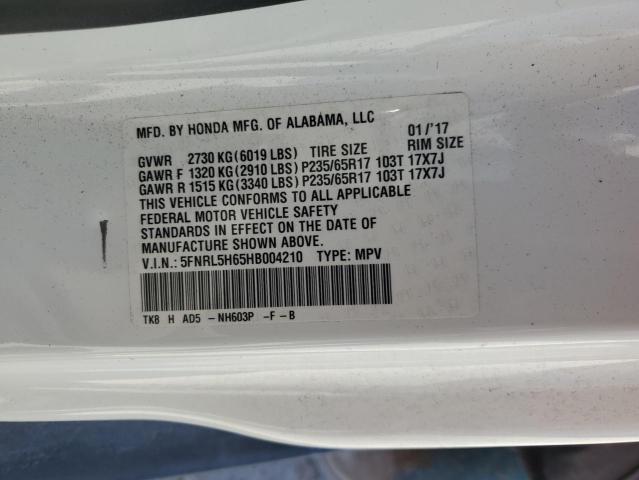 MFD. BY HONDA MFG. OF ALABAMA, LLC 01/'17
GVWR 2730 KG(6019 LBS) TIRE SIZE RIM SIZE
GAWR F 1320 KG(2910 LBS)P235/65R17 103T 17X7J
GAWR R 1515 KG(3340 LBS)P235/65R17 103T 17X7J
THIS VEHICLE CONFORMS TO ALL APPLICABLE
FEDERAL MOTOR VEHICLE SAFETY
STANDARDS IN EFFECT ON THE DATE OF
MANUFACTURE SHOWN ABOVE.
V.I.N.: 5FNRL5H65HB004210 TYPE: MPV
TK8 H AD5 -NH603P -F -B